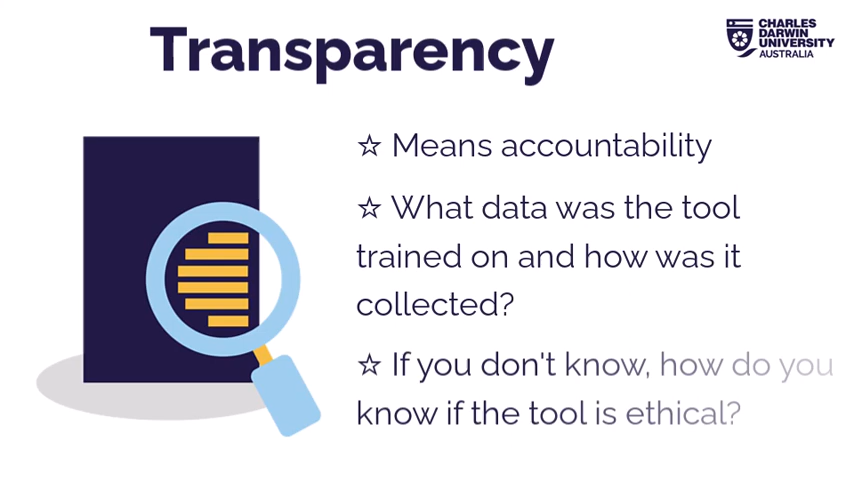 Transparency
CHARLES
DARWIN
UNIVERSITY
AUSTRALIA
☆ Means accountability
☆ What data was the tool
trained on and how was it
collected?
☆ If you don't know, how do you
know if the tool is ethical?